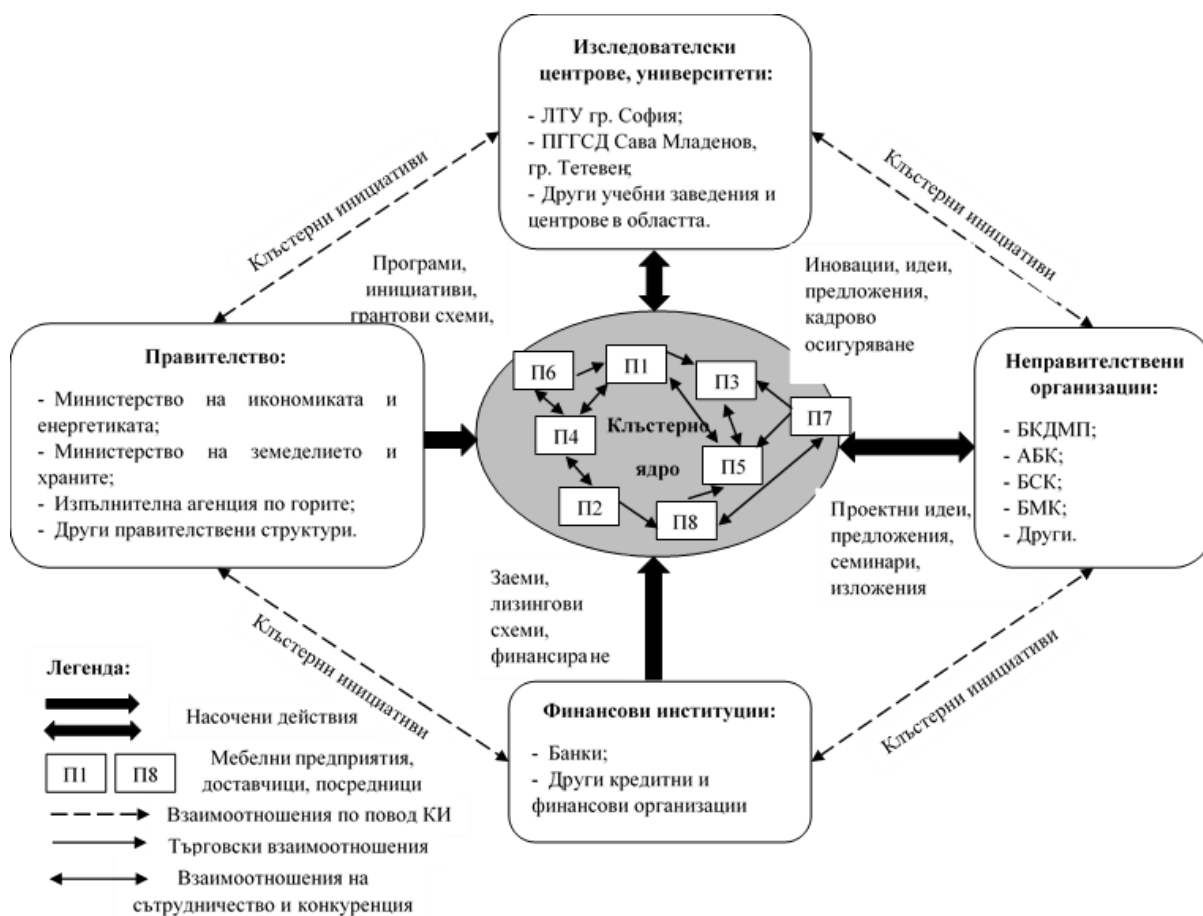 Изследователски
центрове, университети:
- ЛТУ гр. София;
- ПГГСД Сава Младенов,
гр. Тетевен;
- Други учебни заведения и
центрове в областта.
Клъстерни инициативи
Клъстерни инициативи
Програми,
инициативи,
грантови схеми,
Иновации, идеи,
предложения,
кадрово
осигуряване
Правителство:
- Министерство на икономиката и
енергетиката;
- Министерство на земеделието и
храните;
- Изпълнителна агенция по горите;
- Други правителствени структури.
П6
П1
П3
П7
П4
Клъстерно
ядро
П5
П2
П8
Неправителствени
организации:
- БКДМП;
- АБК;
- БСК;
- БМК;
- Други.
Проектни идеи,
предложения,
семинари,
изложения
Заеми,
лизингови
схеми,
финансиране
Клъстерни инициативи
Клъстерни инициативи
Финансови институции:
- Банки;
- Други кредитни и
финансови организации
Легенда:
Насочени действия
П1
П8
Мебелни предприятия,
доставчици, посредници
Взаимоотношения по повод КИ
Търговски взаимоотношения
Взаимоотношения на
сътрудничество и конкуренция